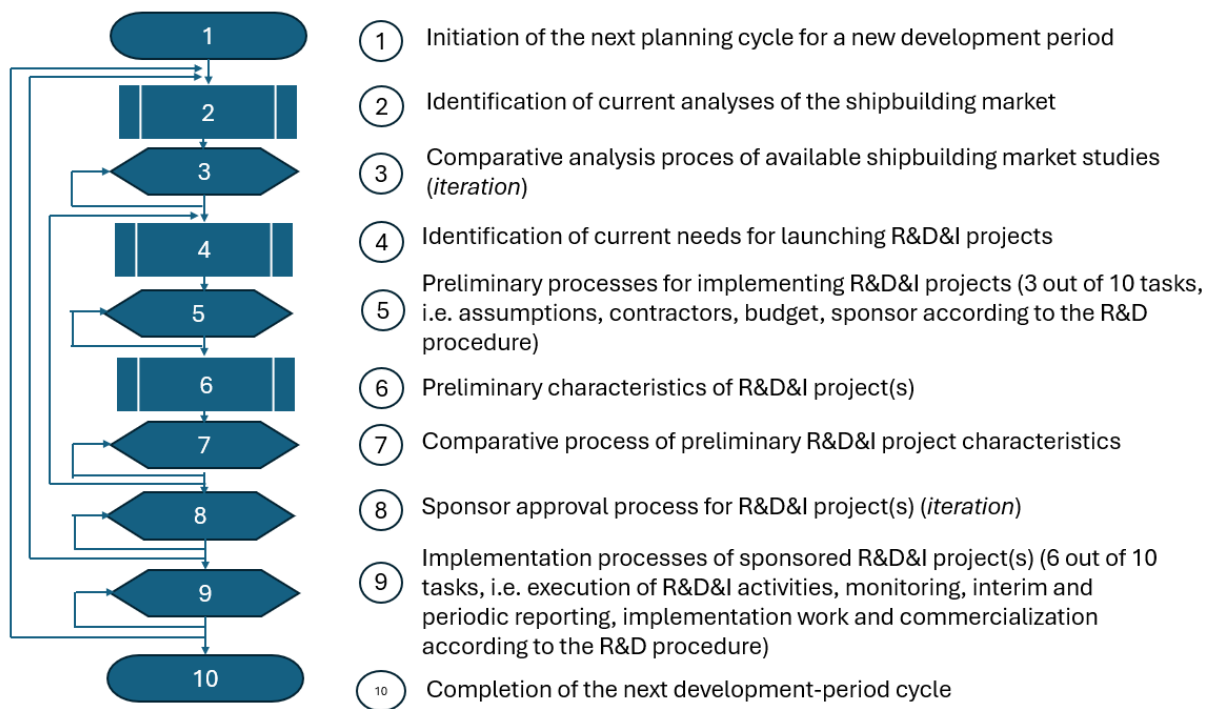 1
1 Initiation of the next planning cycle for a new development period
2
2 Identification of current analyses of the shipbuilding market
3
3 Comparative analysis proces of available shipbuilding market studies
(iteration)
4
4 Identification of current needs for launching R&D&I projects
5
5 Preliminary processes for implementing R&D&I projects (3 out of 10 tasks,
i.e. assumptions, contractors, budget, sponsor according to the R&D
procedure)
6
6 Preliminary characteristics of R&D&I project(s)
7
7 Comparative process of preliminary R&D&I project characteristics
8
8 Sponsor approval process for R&D&I project(s) (iteration)
9
9 Implementation processes of sponsored R&D&I project(s) (6 out of 10
tasks, i.e. execution of R&D&I activities, monitoring, interim and
periodic reporting, implementation work and commercialization
according to the R&D procedure)
10
10 Completion of the next development-period cycle